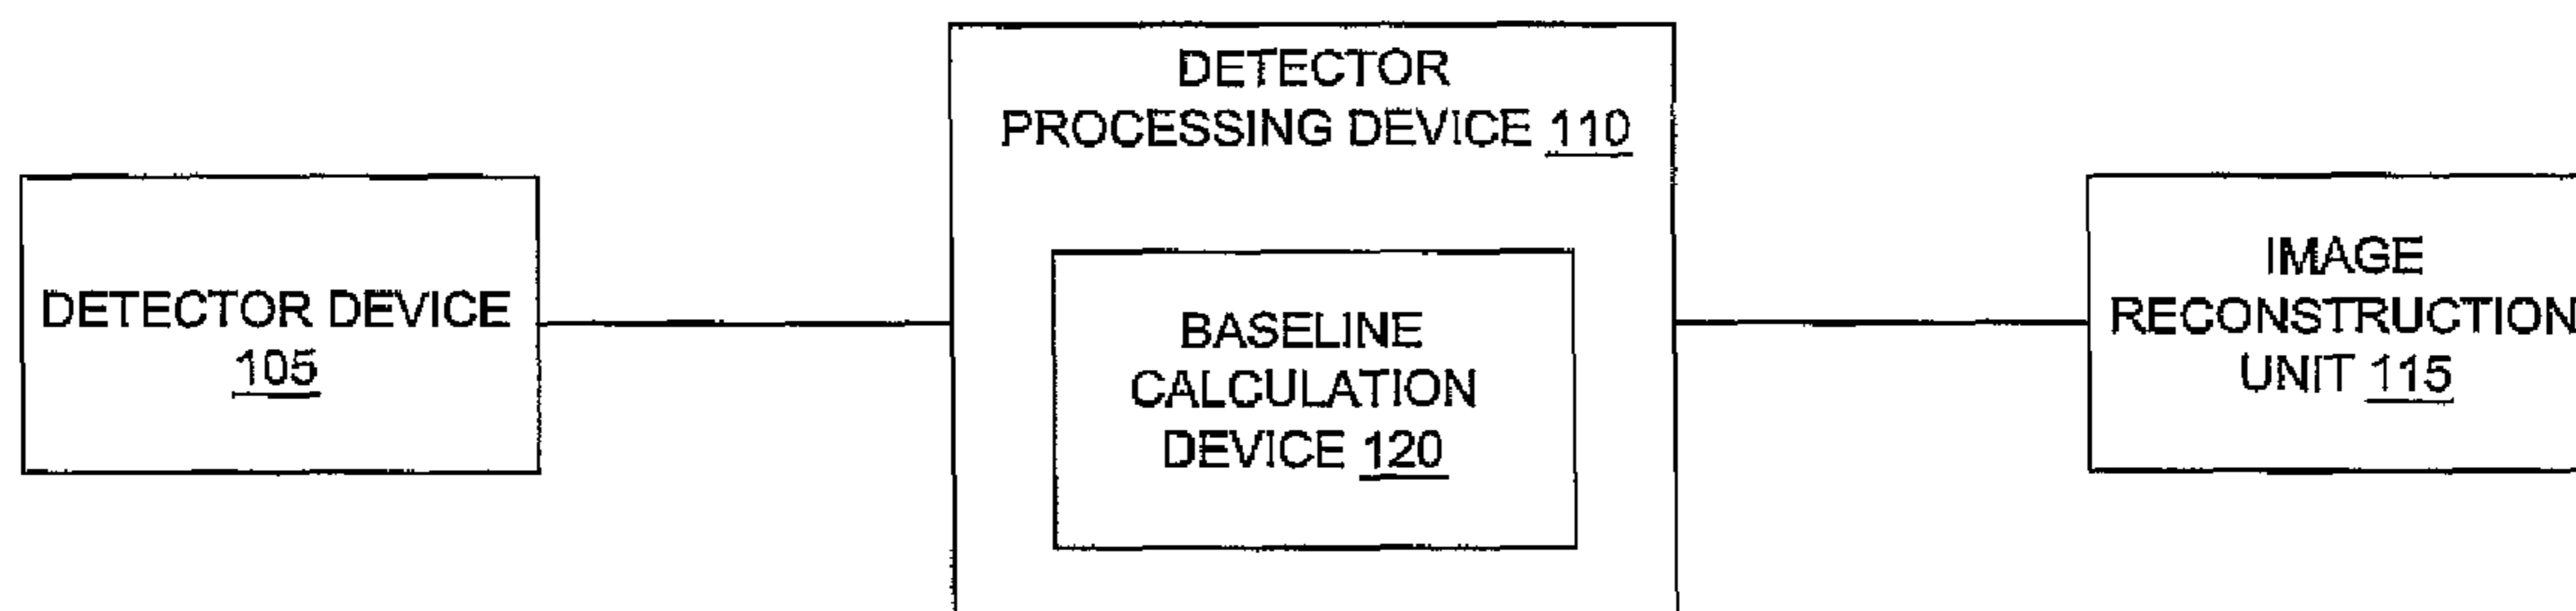 DETECTOR
PROCESSING DEVICE 110
DETECTOR DEVICE
105
BASELINE
CALCULATION
DEVICE 120
IMAGE
RECONSTRUCTION
UNIT 115